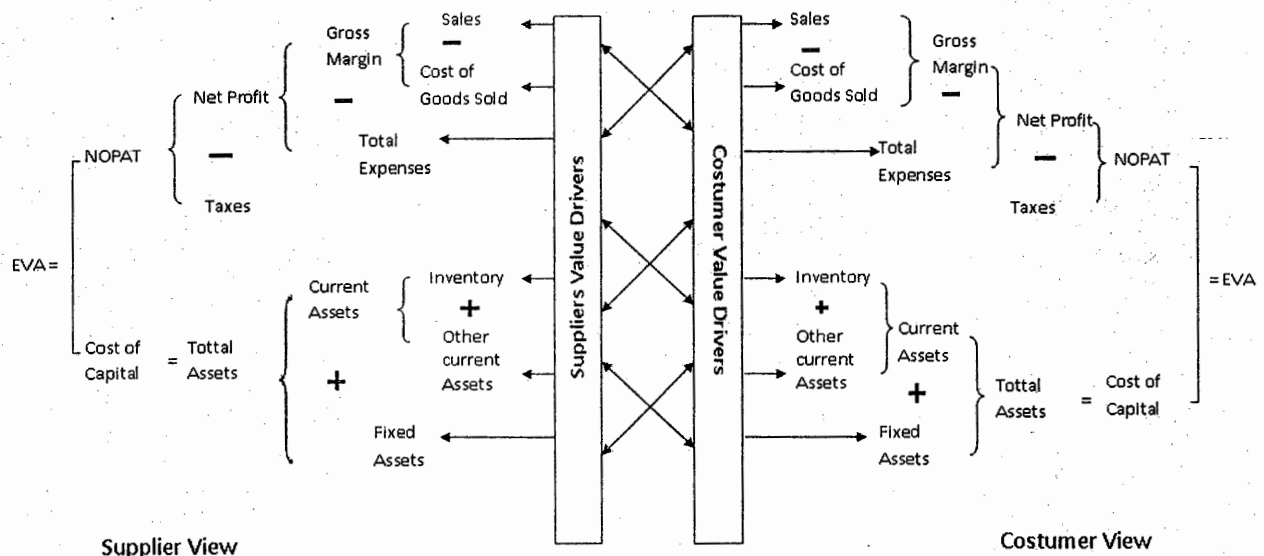 Sales
Gross
Margin
−
Cost of
Goods Sold
Net Profit
−
Total
Expenses
NOPAT
−
Taxes
EVA=
Inventory
Current
Assets
+
Other
current
Assets
Cost of
Capital
=
Tottal
Assets
+
Fixed
Assets
Suppliers Value Drivers
Supplier View
Costumer Value Drivers
Sales
−
Cost of
Goods Sold
Gross
Margin
−
Total
Expenses
Net Profit
−
Taxes
NOPAT
= EVA
Inventory
+
Other
current
Assets
Current
Assets
+
Fixed
Assets
Tottal
Assets
=
Cost of
Capital
Costumer View